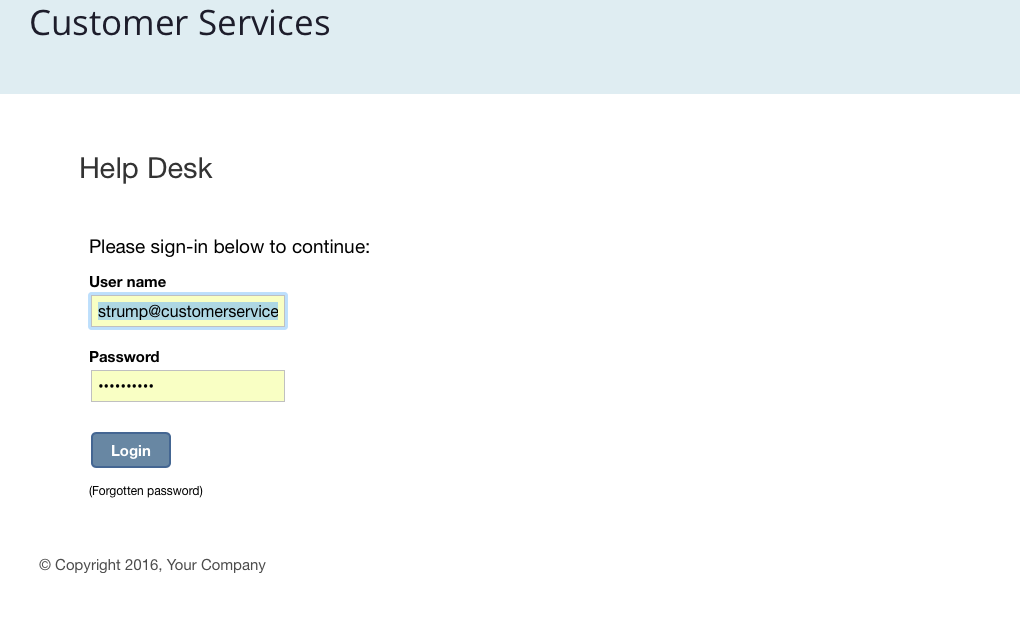 Customer Services
Help Desk
Please sign-in below to continue:
User name
strump@customerservice
Password
••••••••••
Login
(Forgotten password)
© Copyright 2016, Your Company